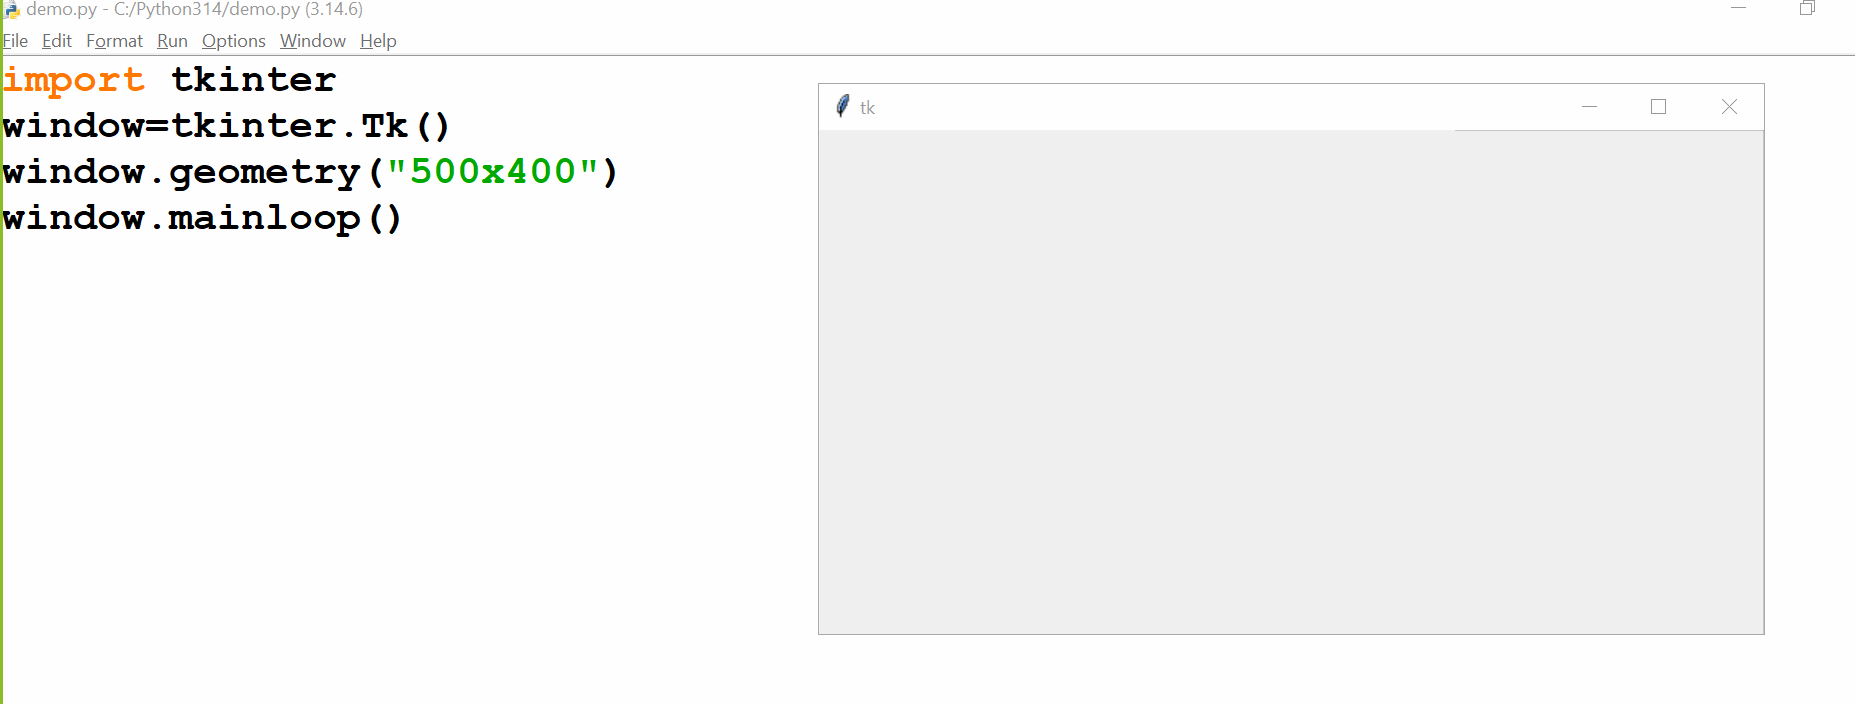 demo.py - C:/Python314/demo.py (3.14.6)
File Edit Format Run Options Window Help
import tkinter
window=tkinter.Tk()
window.geometry("500x400")
window.mainloop()
tk